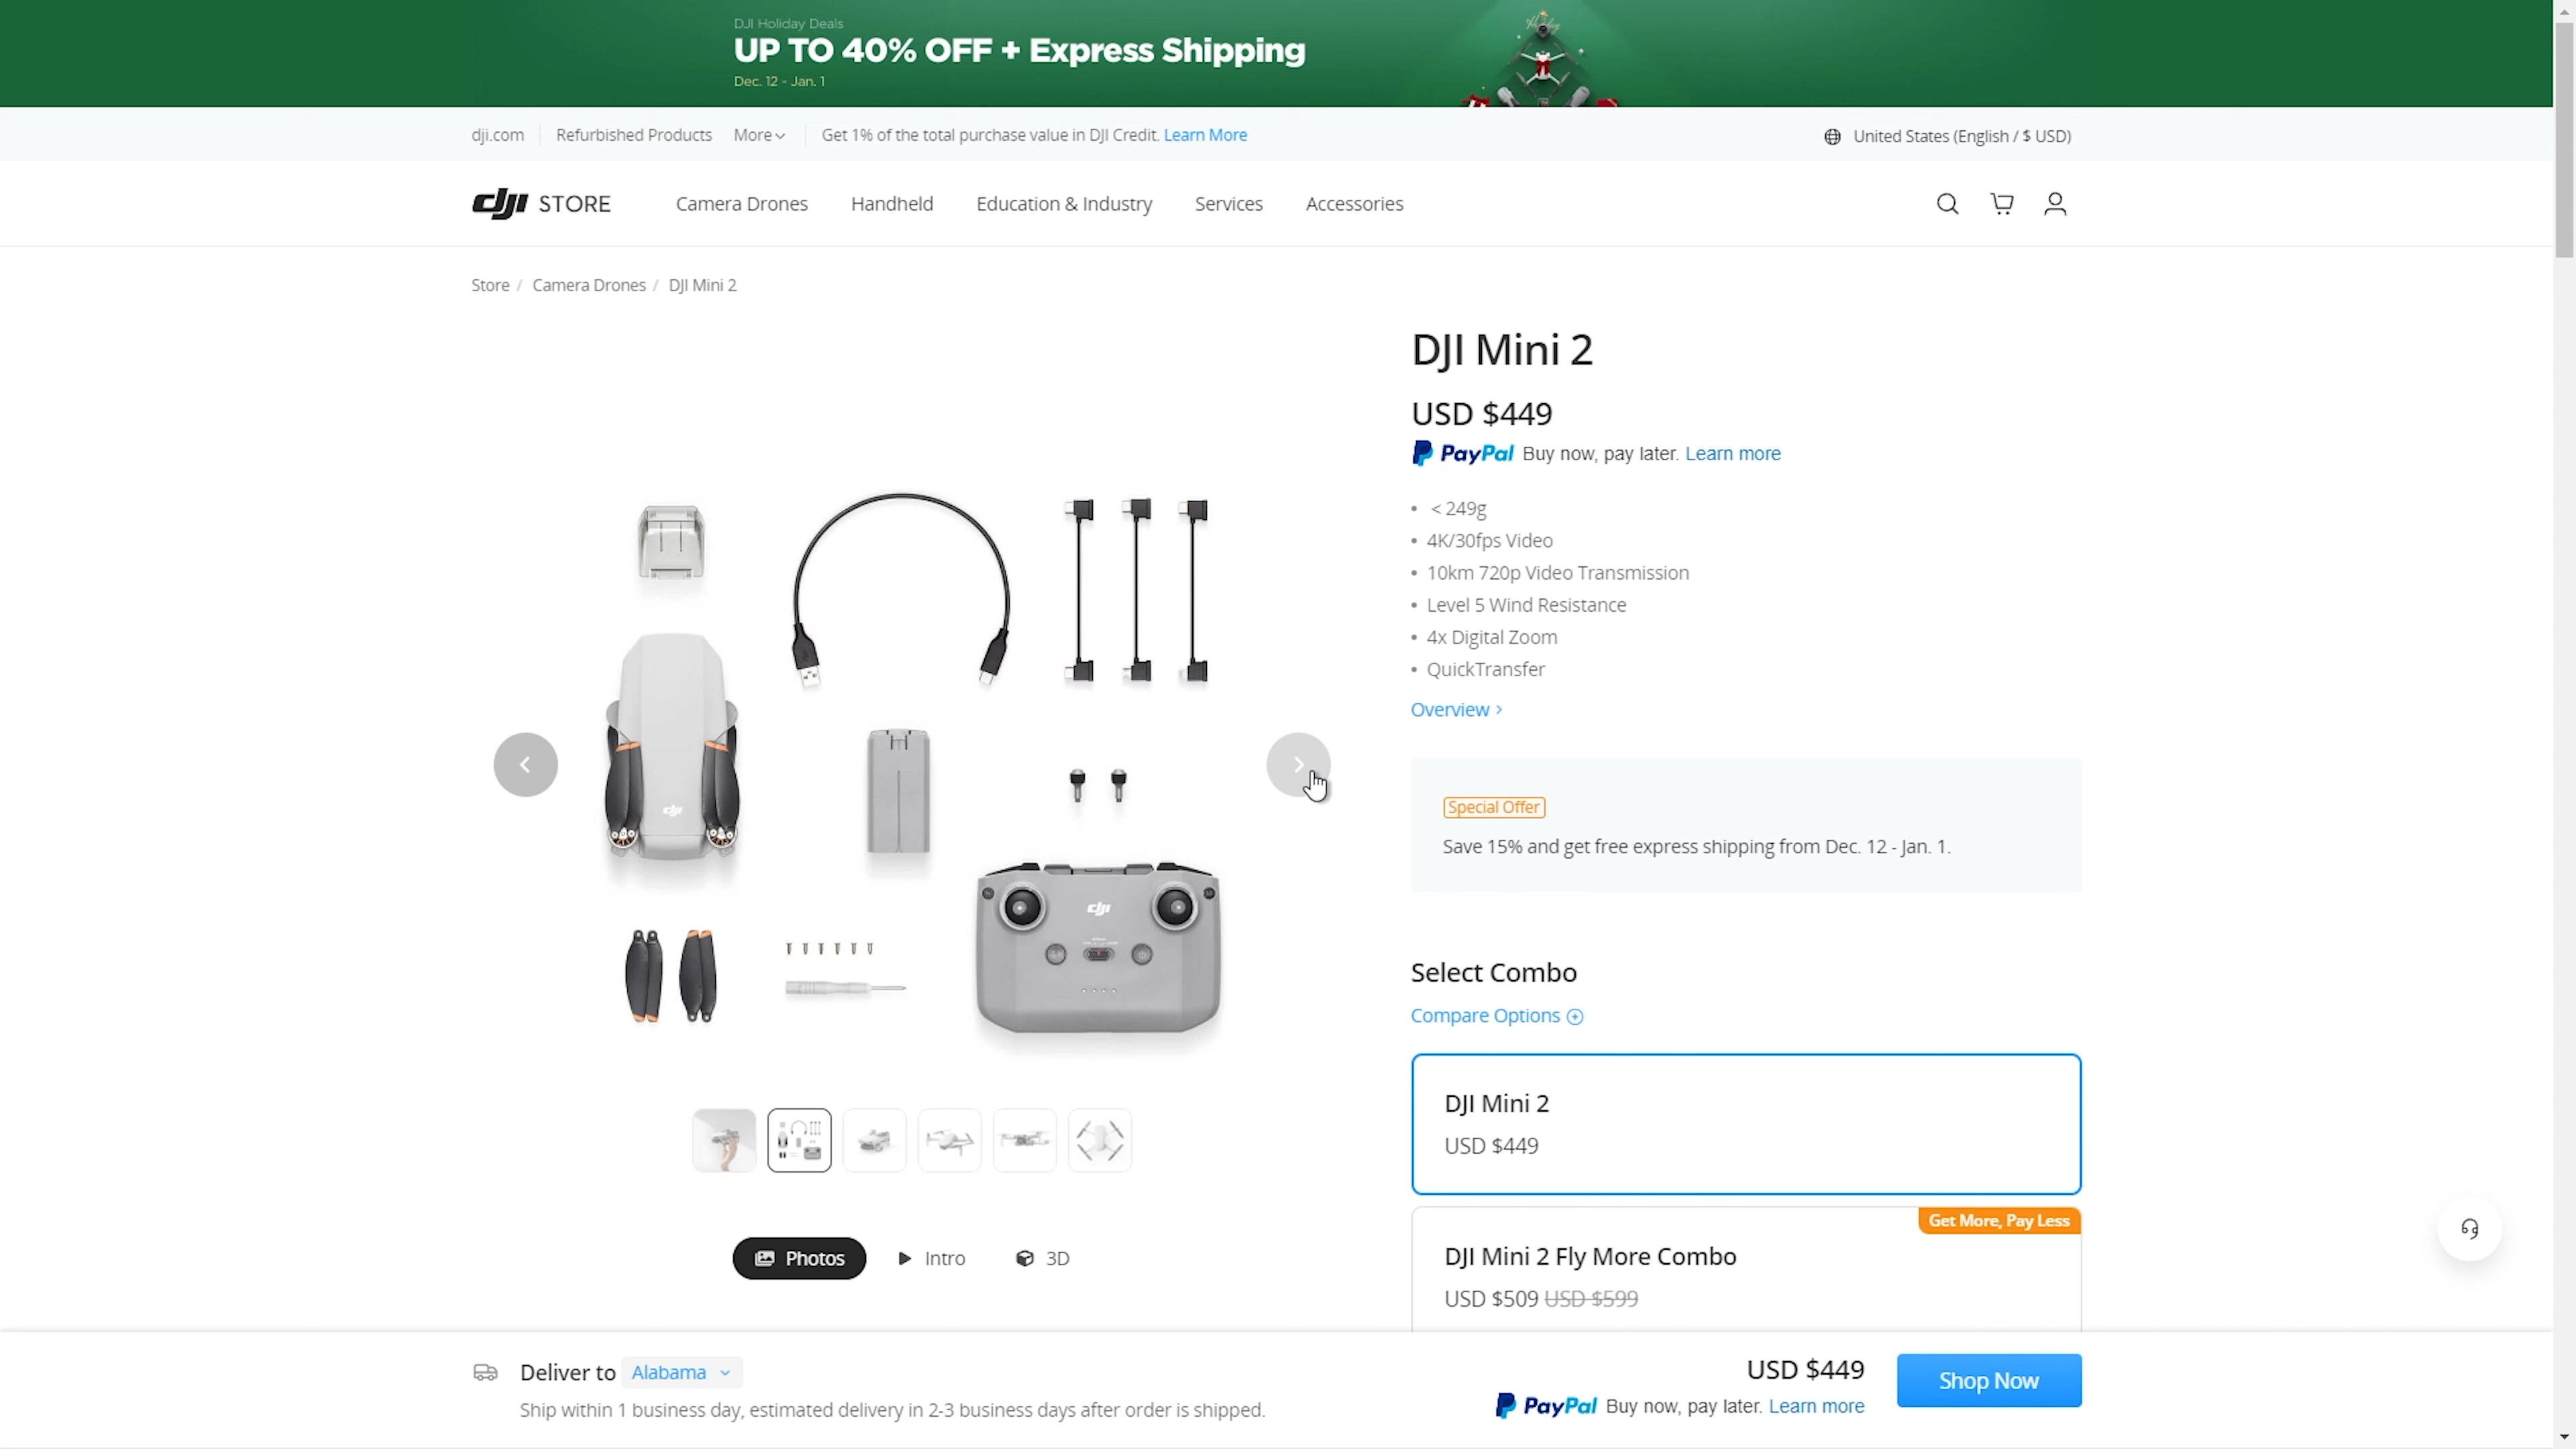 DJI Holiday Deals
UP TO 40% OFF + Express Shipping
Dec. 12 - Jan. 1
dji.com
Refurbished Products
More
Get 1% of the total purchase value in DJI Credit. Learn More
United States (English / $ USD)
dji STORE
Camera Drones
Handheld
Education & Industry
Services
Accessories
Store / Camera Drones / DJI Mini 2
DJI Mini 2
USD $449
PayPal Buy now, pay later. Learn more
• < 249g
• 4K/30fps Video
• 10km 720p Video Transmission
• Level 5 Wind Resistance
• 4x Digital Zoom
• QuickTransfer
Overview >
Special Offer
Save 15% and get free express shipping from Dec. 12 - Jan. 1.
dji
dji
Select Combo
Compare Options
DJI Mini 2
USD $449
Get More, Pay Less
DJI Mini 2 Fly More Combo
USD $509 USD $599
Photos
Intro
3D
Deliver to Alabama
Ship within 1 business day, estimated delivery in 2-3 business days after order is shipped.
USD $449
PayPal Buy now, pay later. Learn more
Shop Now